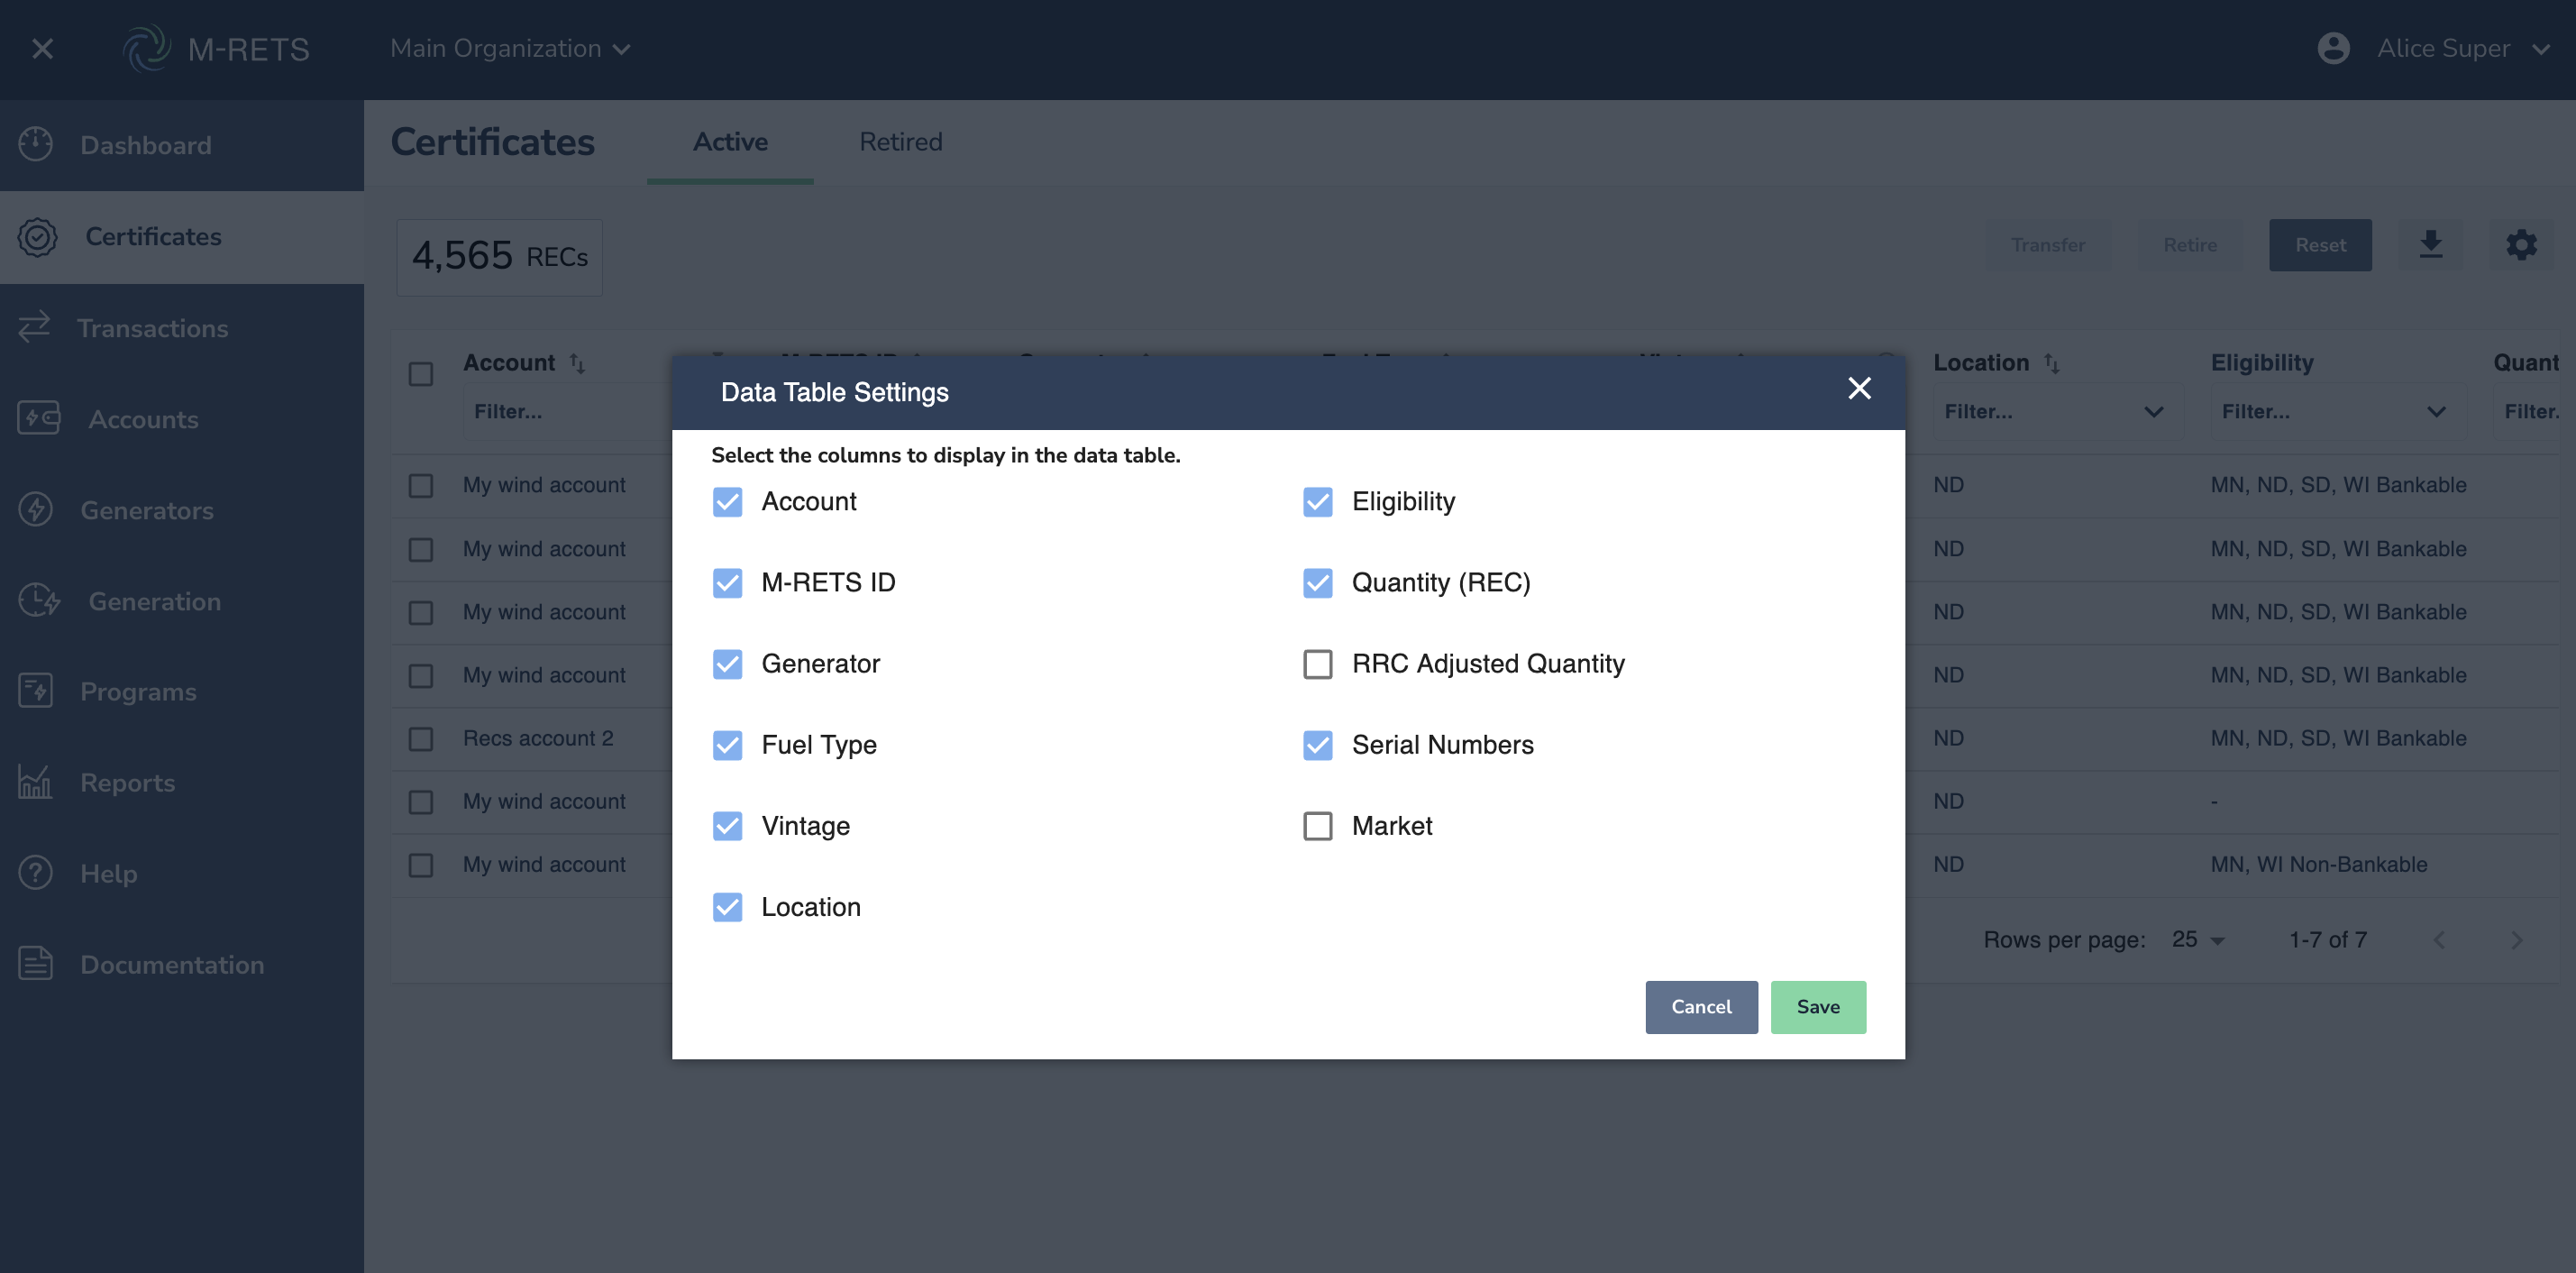 M-RETS
Main Organization
Alice Super
Dashboard
Certificates
Transactions
Accounts
Generators
Generation
Programs
Reports
Help
Documentation
Certificates
Active
Retired
4,565 RECs
Transfer
Retire
Reset
Account
Location
Eligibility
Quant
Filter...
Filter...
Filter...
Filter.
My wind account
ND
MN, ND, SD, WI Bankable
My wind account
ND
MN, ND, SD, WI Bankable
My wind account
ND
MN, ND, SD, WI Bankable
My wind account
ND
MN, ND, SD, WI Bankable
Recs account 2
ND
MN, ND, SD, WI Bankable
My wind account
ND
-
My wind account
ND
MN, WI Non-Bankable
Rows per page: 25
1-7 of 7
Data Table Settings
Select the columns to display in the data table.
Account
M-RETS ID
Generator
Fuel Type
Vintage
Location
Eligibility
Quantity (REC)
RRC Adjusted Quantity
Serial Numbers
Market
Cancel
Save